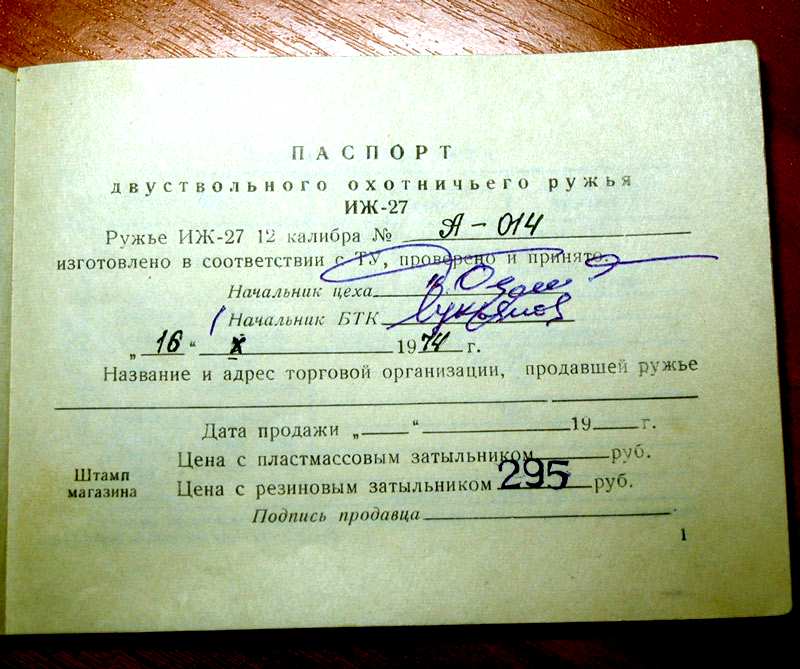 ПАСПОРТ
двуствольного охотничьего ружья
ИЖ-27
Ружье ИЖ-27 12 калибра № А-014
изготовлено в соответствии с ТУ, проверено и принято.
Начальник цеха
Начальник БТК
„16“ X 1974 г.
Название и адрес торговой организации, продавшей ружье
Дата продажи „ “ 19 г.
Цена с пластмассовым затыльником руб.
Штамп магазина
Цена с резиновым затыльником 295 руб.
Подпись продавца
1